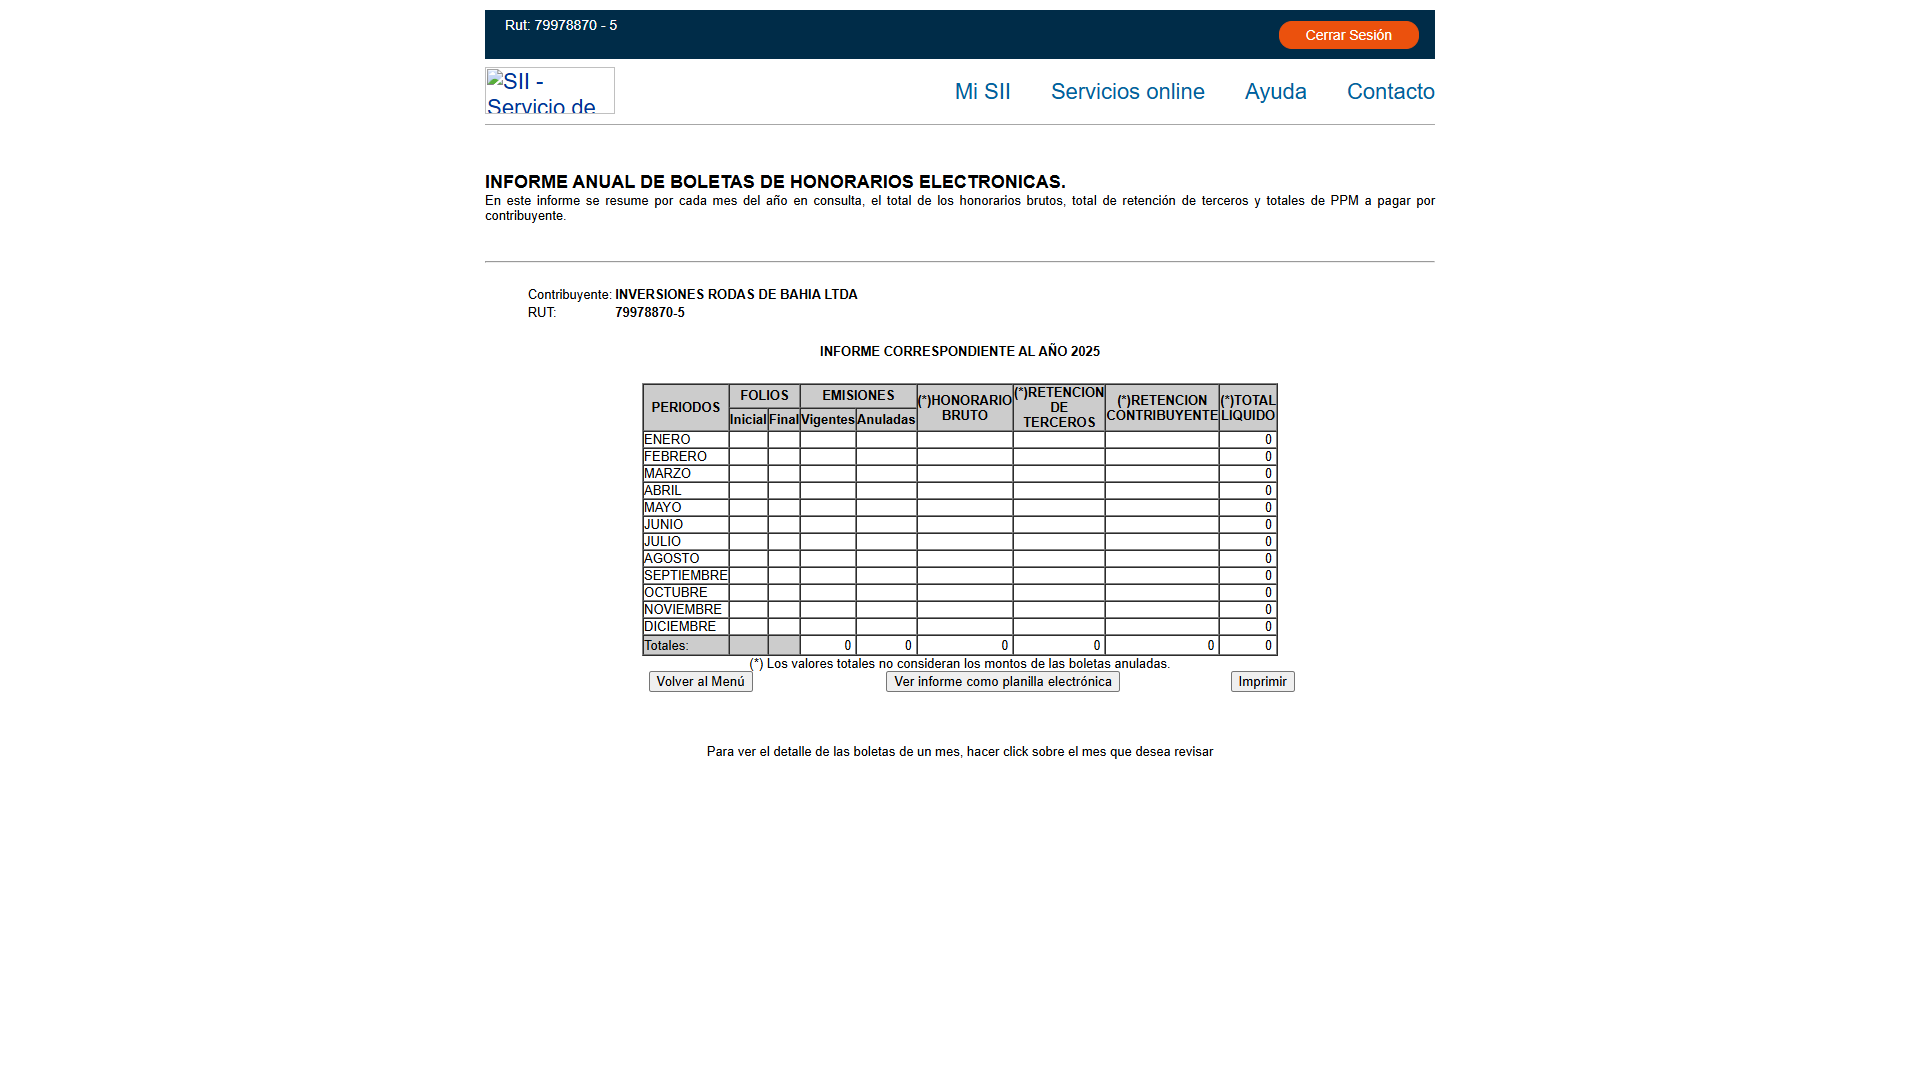 Rut: 79978870 - 5
Cerrar Sesión
SII -
Servicio de
Mi SII
Servicios online
Ayuda
Contacto
INFORME ANUAL DE BOLETAS DE HONORARIOS ELECTRONICAS.
En este informe se resume por cada mes del año en consulta, el total de los honorarios brutos, total de retención de terceros y totales de PPM a pagar por
contribuyente.
Contribuyente: INVERSIONES RODAS DE BAHIA LTDA
RUT: 79978870-5
INFORME CORRESPONDIENTE AL AÑO 2025
PERIODOS FOLIOS EMISIONES (*)HONORARIO BRUTO (*)RETENCION DE TERCEROS (*)RETENCION CONTRIBUYENTE (*)TOTAL LIQUIDO
Inicial Final Vigentes Anuladas
ENERO 0
FEBRERO 0
MARZO 0
ABRIL 0
MAYO 0
JUNIO 0
JULIO 0
AGOSTO 0
SEPTIEMBRE 0
OCTUBRE 0
NOVIEMBRE 0
DICIEMBRE 0
Totales: 0 0 0 0 0 0
(*) Los valores totales no consideran los montos de las boletas anuladas.
Volver al Menú
Ver informe como planilla electrónica
Imprimir
Para ver el detalle de las boletas de un mes, hacer click sobre el mes que desea revisar